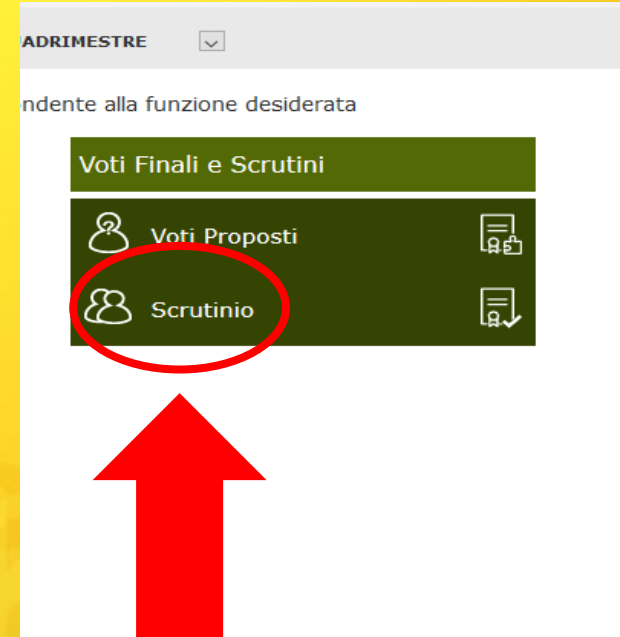 ADRIMESTRE
ndente alla funzione desiderata
Voti Finali e Scrutini
Voti Proposti
Scrutinio